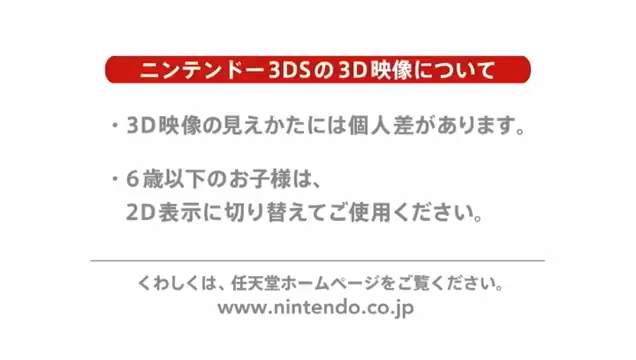 ニンテンドー3DSの3D映像について
・3D映像の見えかたには個人差があります。
・6歳以下のお子様は、
2D表示に切り替えてご使用ください。
くわしくは、任天堂ホームページをご覧ください。
www.nintendo.co.jp